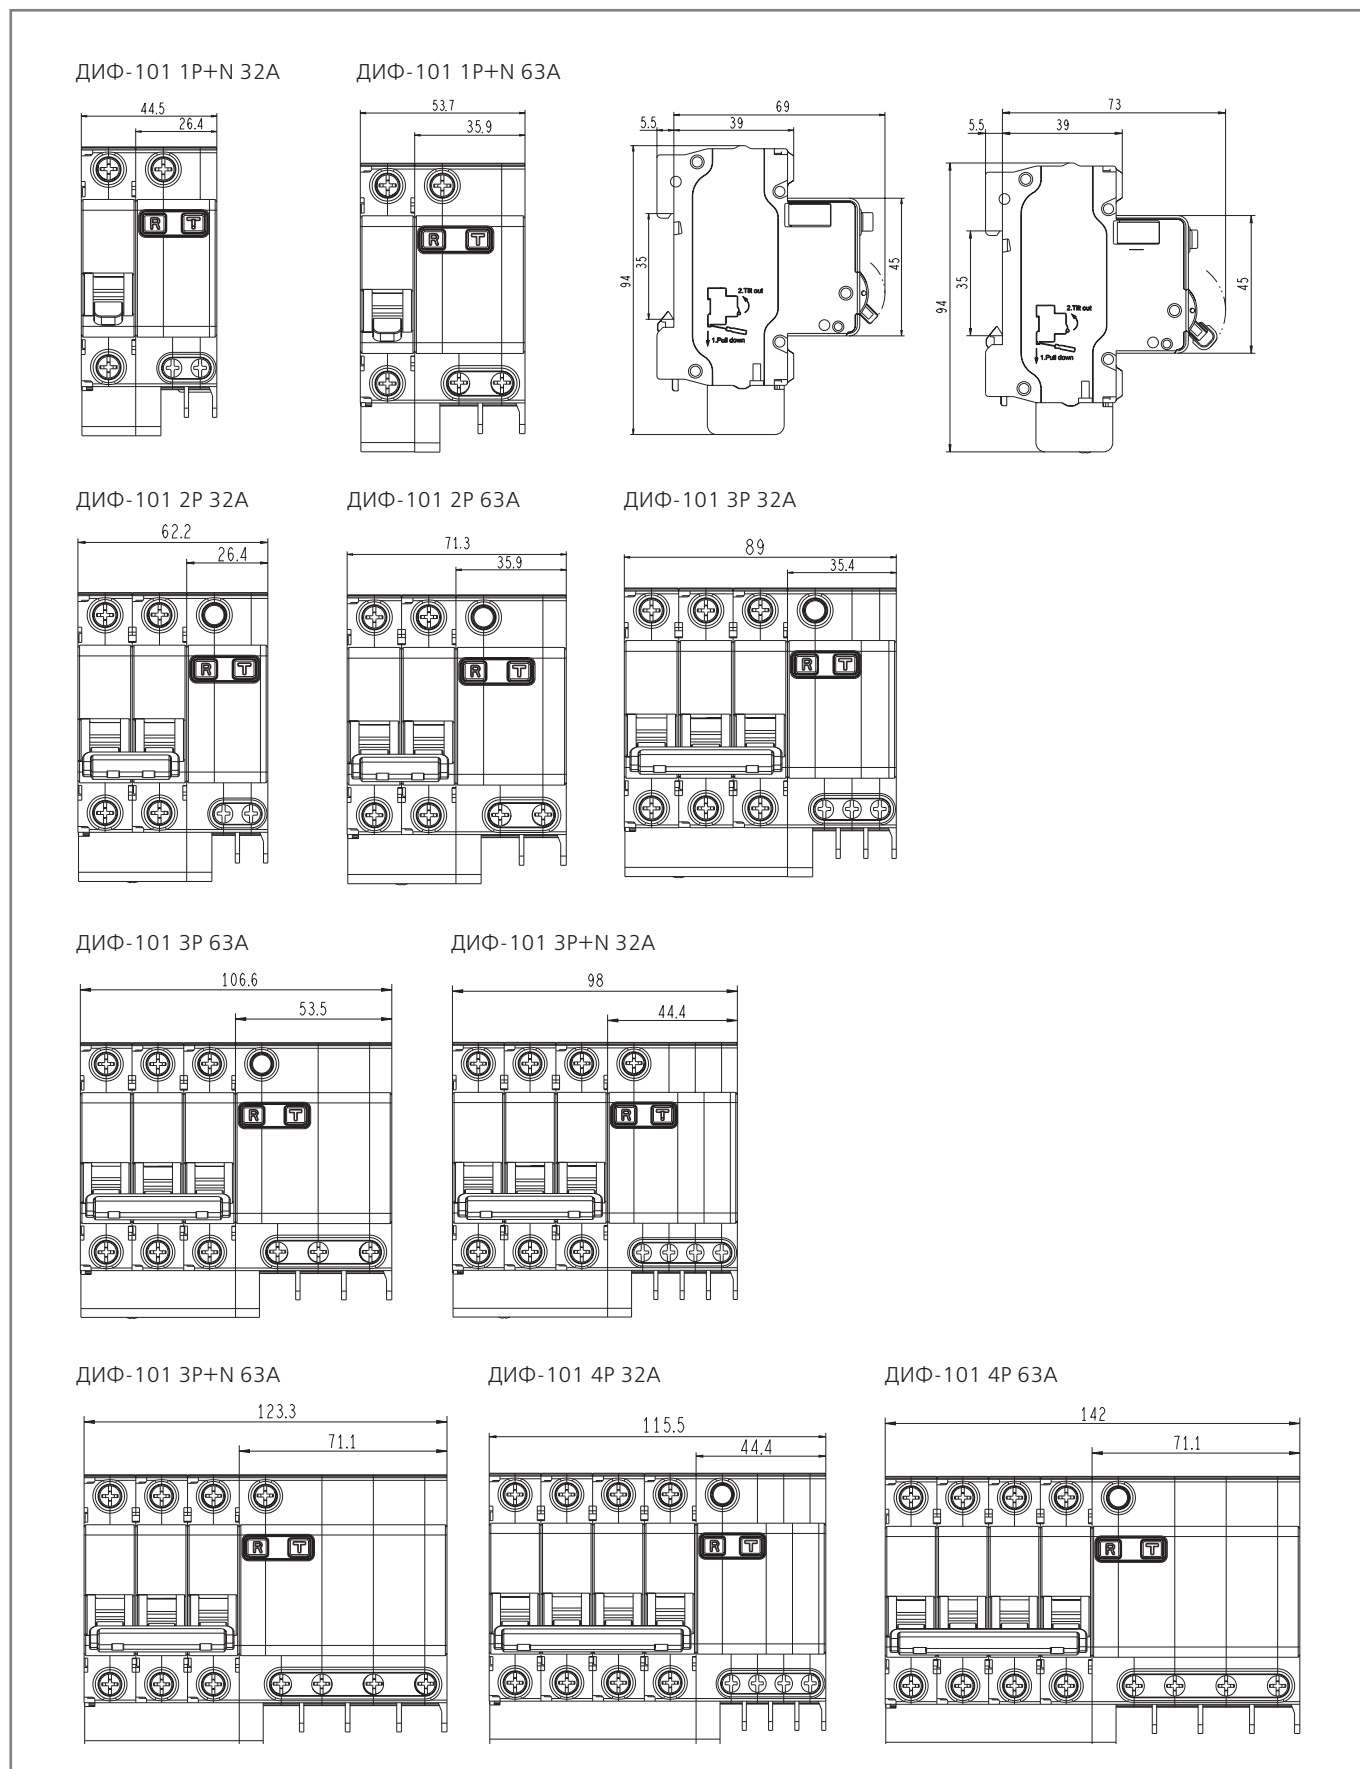 ДИФ-101 1P+N 32A
ДИФ-101 1P+N 63A
44.5
26.4
R T
53.7
35.9
R T
69
5.5
39
94
35
45
2.Tilt out
1.Pull down
73
5.5
39
94
35
45
2.Tilt out
1.Pull down
ДИФ-101 2P 32A
ДИФ-101 2P 63A
ДИФ-101 3P 32A
62.2
26.4
R T
71.3
35.9
R T
89
35.4
R T
ДИФ-101 3P 63A
ДИФ-101 3P+N 32A
106.6
53.5
R T
98
44.4
R T
ДИФ-101 3P+N 63A
ДИФ-101 4P 32A
ДИФ-101 4P 63A
123.3
71.1
R T
115.5
44.4
R T
142
71.1
R T